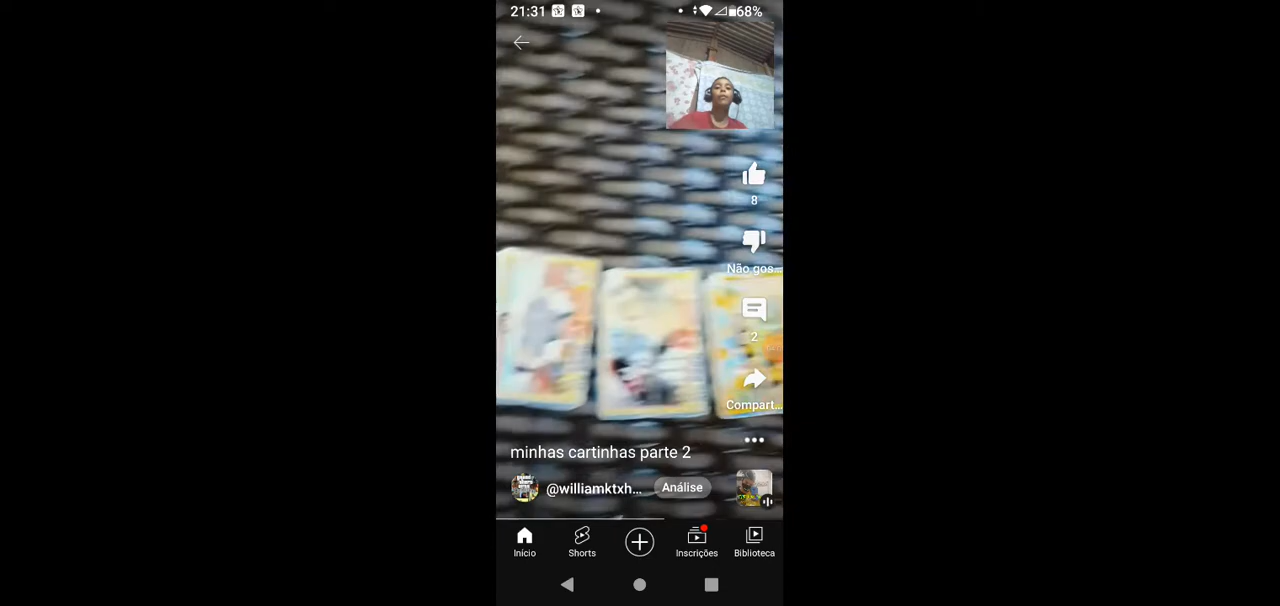 21:31
68%
8
Não gos...
2
Compart...
minhas cartinhas parte 2
@williamktxh...
Análise
Início
Shorts
Inscrições
Biblioteca